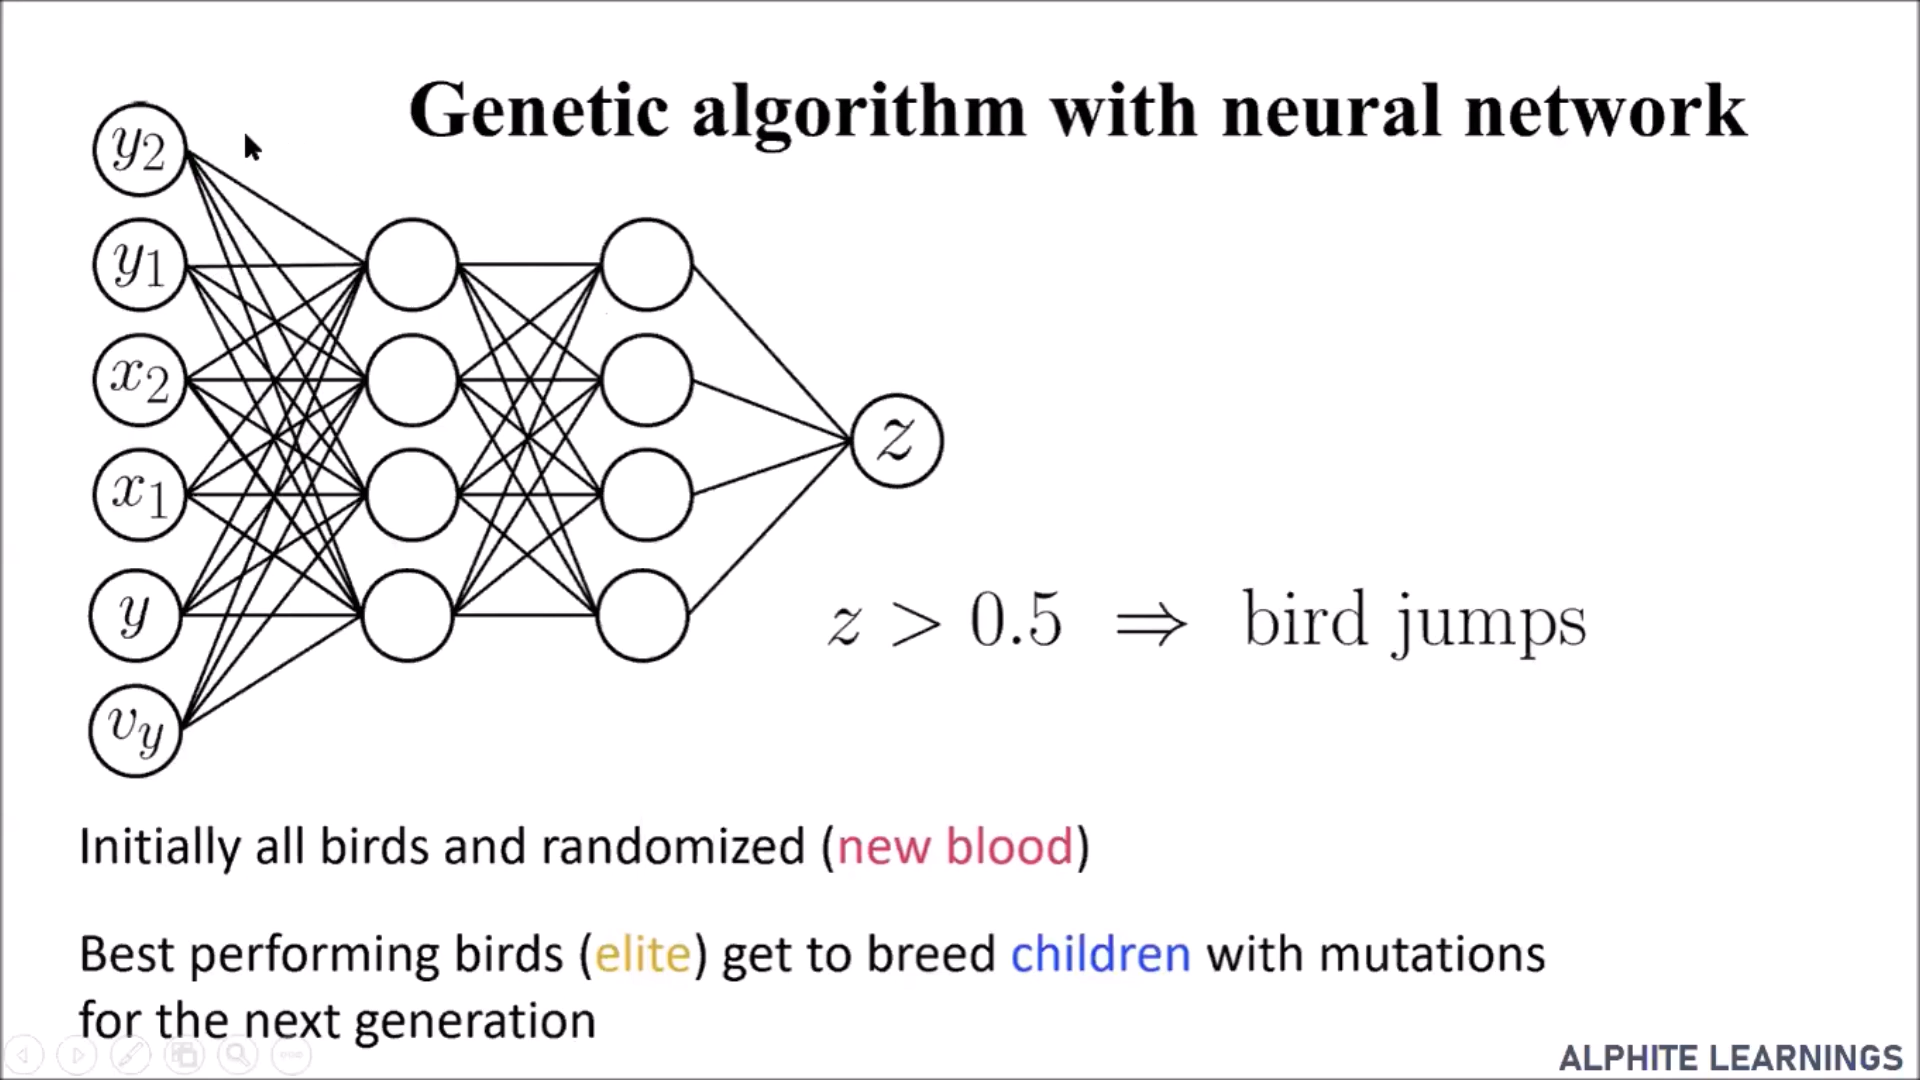 Genetic algorithm with neural network
y2
y1
x2
x1
y
vy
z
z > 0.5 ⇒ bird jumps
Initially all birds and randomized (new blood)
Best performing birds (elite) get to breed children with mutations
for the next generation
ALPHITE LEARNINGS